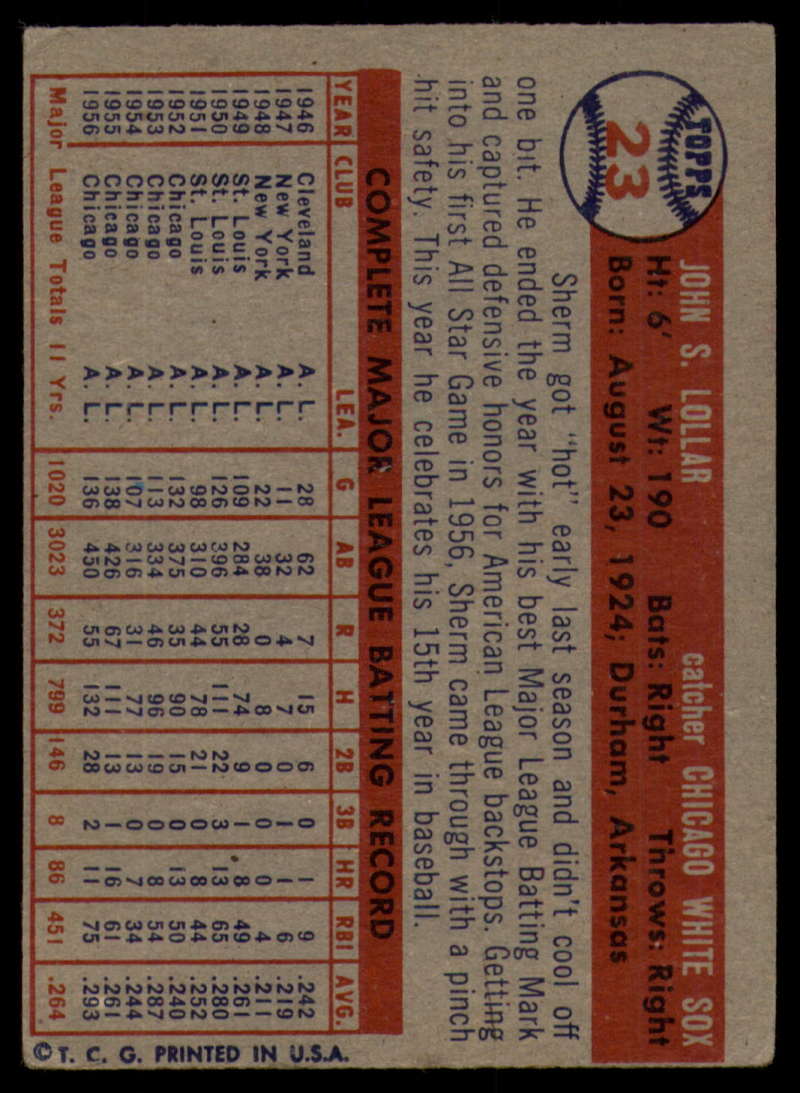 TOPPS
23
JOHN S. LOLLAR catcher CHICAGO WHITE SOX
Ht: 6' Wt: 190 Bats: Right Throws: Right
Born: August 23, 1924; Durham, Arkansas
Sherm got "hot" early last season and didn't cool off
one bit. He ended the year with his best Major League Batting Mark
and captured defensive honors for American League backstops. Getting
into his first All Star Game in 1956, Sherm came through with a pinch
hit safety. This year he celebrates his 15th year in baseball.
COMPLETE MAJOR LEAGUE BATTING RECORD
YEAR CLUB LEA. G AB R H 2B 3B HR RBI AVG.
1946 Cleveland A. L. 28 62 7 15 6 0 1 9 .242
1947 New York A. L. 11 32 4 7 0 1 1 6 .219
1948 New York A. L. 22 38 0 8 0 0 0 4 .211
1949 St. Louis A. L. 109 284 28 74 9 1 8 49 .261
1950 St. Louis A. L. 126 396 55 111 22 3 13 65 .280
1951 St. Louis A. L. 98 310 44 78 21 0 8 44 .252
1952 Chicago A. L. 132 375 35 90 15 0 13 50 .240
1953 Chicago A. L. 113 334 46 96 19 0 8 54 .287
1954 Chicago A. L. 107 316 31 77 13 0 7 34 .244
1955 Chicago A. L. 138 426 67 111 13 1 16 61 .261
1956 Chicago A. L. 136 450 55 132 28 2 11 75 .293
Major League Totals 11 Yrs. 1020 3023 372 799 146 8 86 451 .264
© T. C. G. PRINTED IN U.S.A.